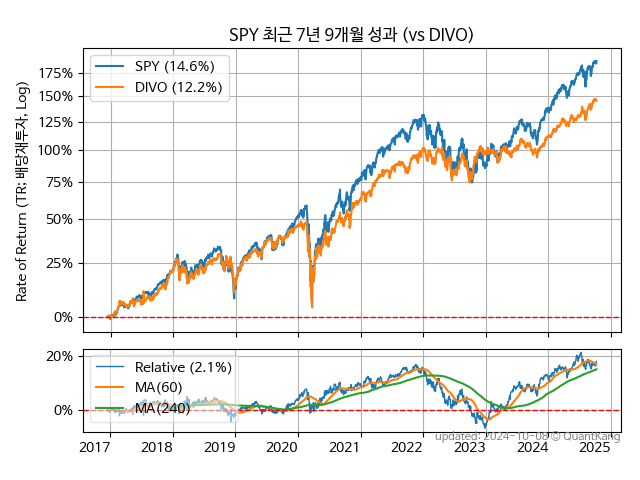 SPY 최근 7년 9개월 성과 (vs DIVO)
Rate of Return (TR; 배당재투자, Log)
SPY (14.6%)
DIVO (12.2%)
175%
150%
125%
100%
75%
50%
25%
0%
20%
0%
Relative (2.1%)
MA(60)
MA(240)
2017 2018 2019 2020 2021 2022 2023 2024 2025
updated: 2024-10-08 © QuantKang